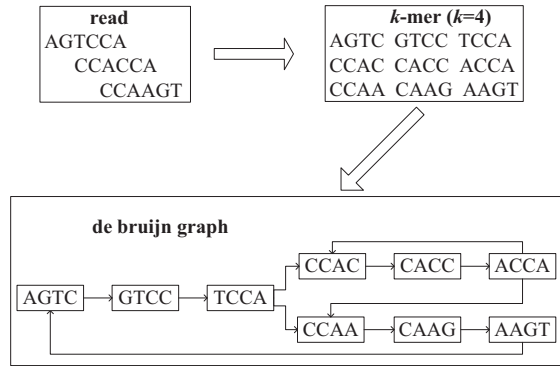 read
AGTCCA
CCACCA
CCAAGT
k-mer (k=4)
AGTC GTCC TCCA
CCAC CACC ACCA
CCAA CAAG AAGT
de bruijn graph
CCAC CACC ACCA
AGTC GTCC TCCA
CCAA CAAG AAGT